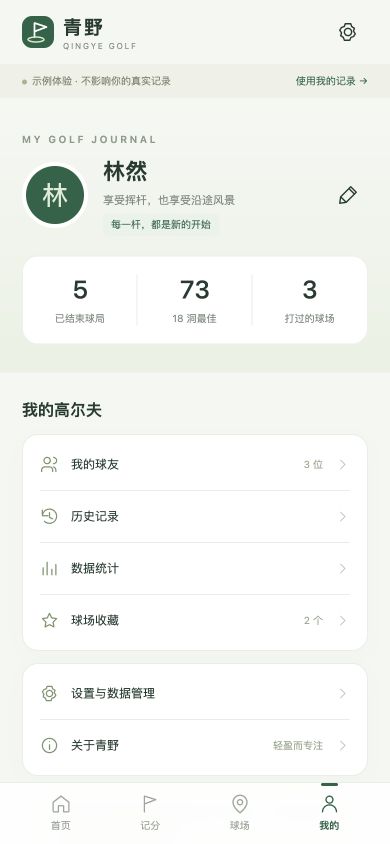 青野
QINGYE GOLF
示例体验 · 不影响你的真实记录
使用我的记录 →
MY GOLF JOURNAL
林
林然
享受挥杆，也享受沿途风景
每一杆，都是新的开始
5
已结束球局
73
18 洞最佳
3
打过的球场
我的高尔夫
我的球友
3 位
历史记录
数据统计
球场收藏
2 个
设置与数据管理
关于青野
轻盈而专注
首页
记分
球场
我的